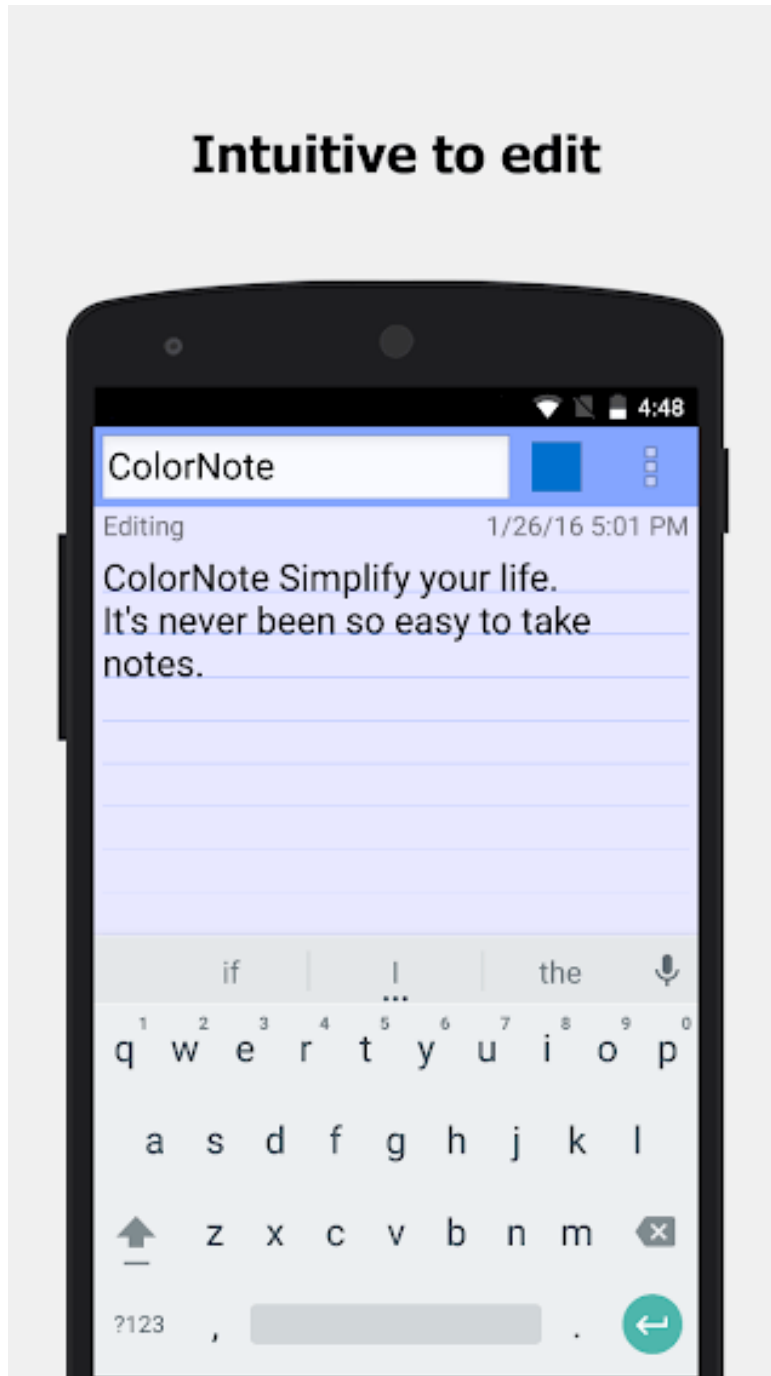 Intuitive to edit
4:48
ColorNote
Editing 1/26/16 5:01 PM
ColorNote Simplify your life.
It's never been so easy to take
notes.
if I the
1 2 3 4 5 6 7 8 9 0
q w e r t y u i o p
a s d f g h j k l
z x c v b n m
?123 , .